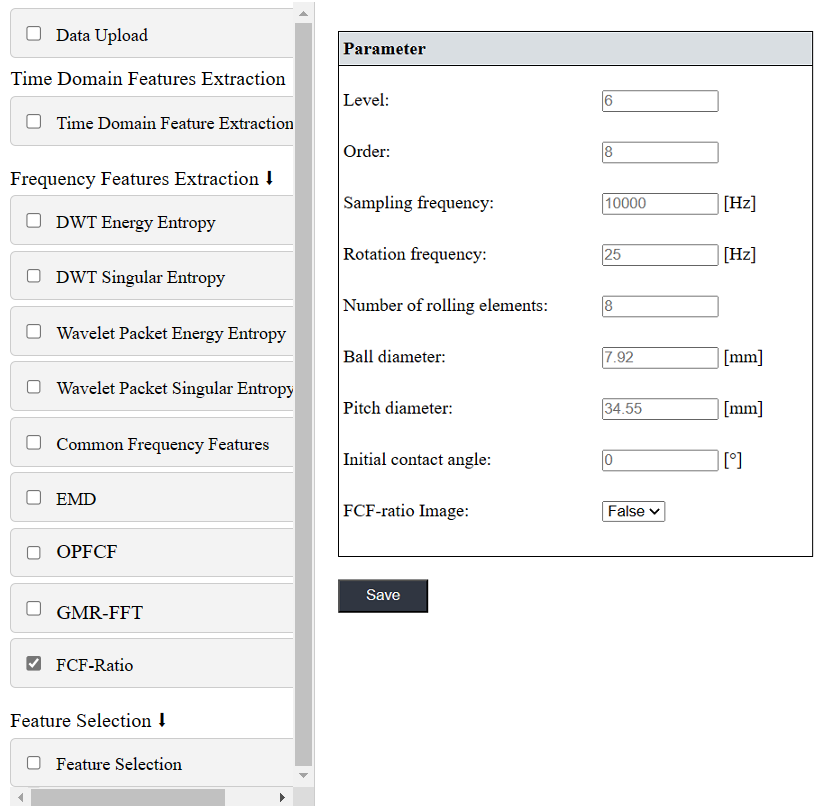 Data Upload
Time Domain Features Extraction
Time Domain Feature Extraction
Frequency Features Extraction ⬇
DWT Energy Entropy
DWT Singular Entropy
Wavelet Packet Energy Entropy
Wavelet Packet Singular Entropy
Common Frequency Features
EMD
OPFCF
GMR-FFT
FCF-Ratio
Feature Selection ⬇
Feature Selection
Parameter
Level: 6
Order: 8
Sampling frequency: 10000 [Hz]
Rotation frequency: 25 [Hz]
Number of rolling elements: 8
Ball diameter: 7.92 [mm]
Pitch diameter: 34.55 [mm]
Initial contact angle: 0 [°]
FCF-ratio Image: False
Save